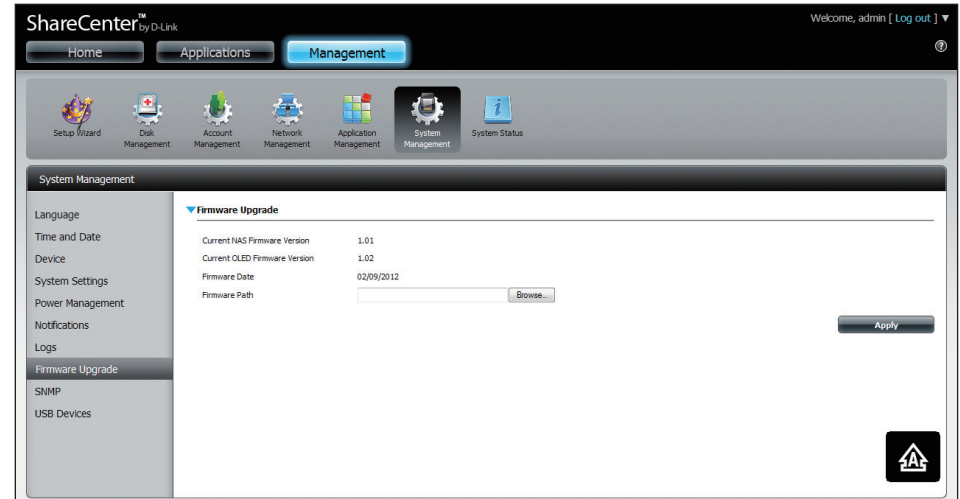 ShareCenter™ by D-Link
Welcome, admin [ Log out ] ▼
Home
Applications
Management
?
Setup Wizard
Disk Management
Account Management
Network Management
Application Management
System Management
System Status
System Management
Language
Time and Date
Device
System Settings
Power Management
Notifications
Logs
Firmware Upgrade
SNMP
USB Devices
Firmware Upgrade
Current NAS Firmware Version 1.01
Current OLED Firmware Version 1.02
Firmware Date 02/09/2012
Firmware Path Browse..
Apply
A